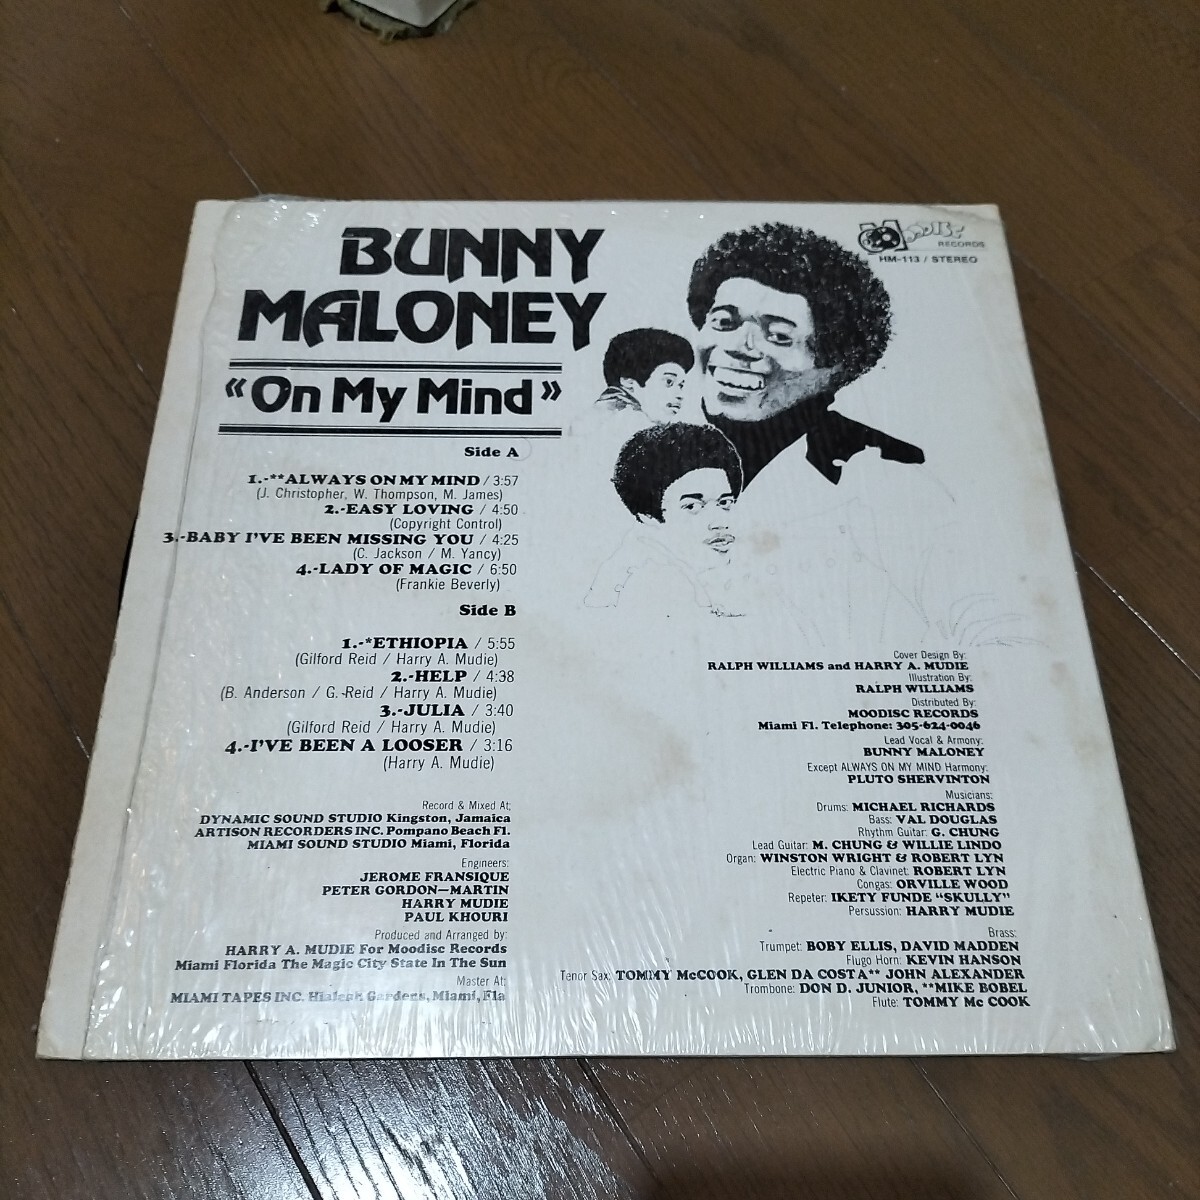 BUNNY
MALONEY
«On My Mind»
Side A
1.-**ALWAYS ON MY MIND / 3:57
(J. Christopher, W. Thompson, M. James)
2.-EASY LOVING / 4:50
(Copyright Control)
3.-BABY I'VE BEEN MISSING YOU / 4:25
(C. Jackson / M. Yancy)
4.-LADY OF MAGIC / 6:50
(Frankie Beverly)
Side B
1.-*ETHIOPIA / 5:55
(Gilford Reid / Harry A. Mudie)
2.-HELP / 4:38
(B. Anderson / G. Reid / Harry A. Mudie)
3.-JULIA / 3:40
(Gilford Reid / Harry A. Mudie)
4.-I'VE BEEN A LOOSER / 3:16
(Harry A. Mudie)
Record & Mixed At;
DYNAMIC SOUND STUDIO Kingston, Jamaica
ARTISON RECORDERS INC. Pompano Beach Fl.
MIAMI SOUND STUDIO Miami, Florida
Engineers:
JEROME FRANSIQUE
PETER GORDON—MARTIN
HARRY MUDIE
PAUL KHOURI
Produced and Arranged by:
HARRY A. MUDIE For Moodisc Records
Miami Florida The Magic City State In The Sun
Master At:
MIAMI TAPES INC. Hialeah Gardens, Miami, Fla
Moodisc
RECORDS
HM-113 / STEREO
Cover Design By:
RALPH WILLIAMS and HARRY A. MUDIE
Illustration By:
RALPH WILLIAMS
Distributed By:
MOODISC RECORDS
Miami Fl. Telephone: 305-624-0046
Lead Vocal & Armony:
BUNNY MALONEY
Except ALWAYS ON MY MIND Harmony:
PLUTO SHERVINTON
Musicians:
Drums: MICHAEL RICHARDS
Bass: VAL DOUGLAS
Rhythm Guitar: G. CHUNG
Lead Guitar: M. CHUNG & WILLIE LINDO
Organ: WINSTON WRIGHT & ROBERT LYN
Electric Piano & Clavinet: ROBERT LYN
Congas: ORVILLE WOOD
Repeter: IKETY FUNDE "SKULLY"
Persussion: HARRY MUDIE
Brass:
Trumpet: BOBY ELLIS, DAVID MADDEN
Flugo Horn: KEVIN HANSON
Tenor Sax: TOMMY McCOOK, GLEN DA COSTA** JOHN ALEXANDER
Trombone: DON D. JUNIOR, **MIKE BOBEL
Flute: TOMMY Mc COOK